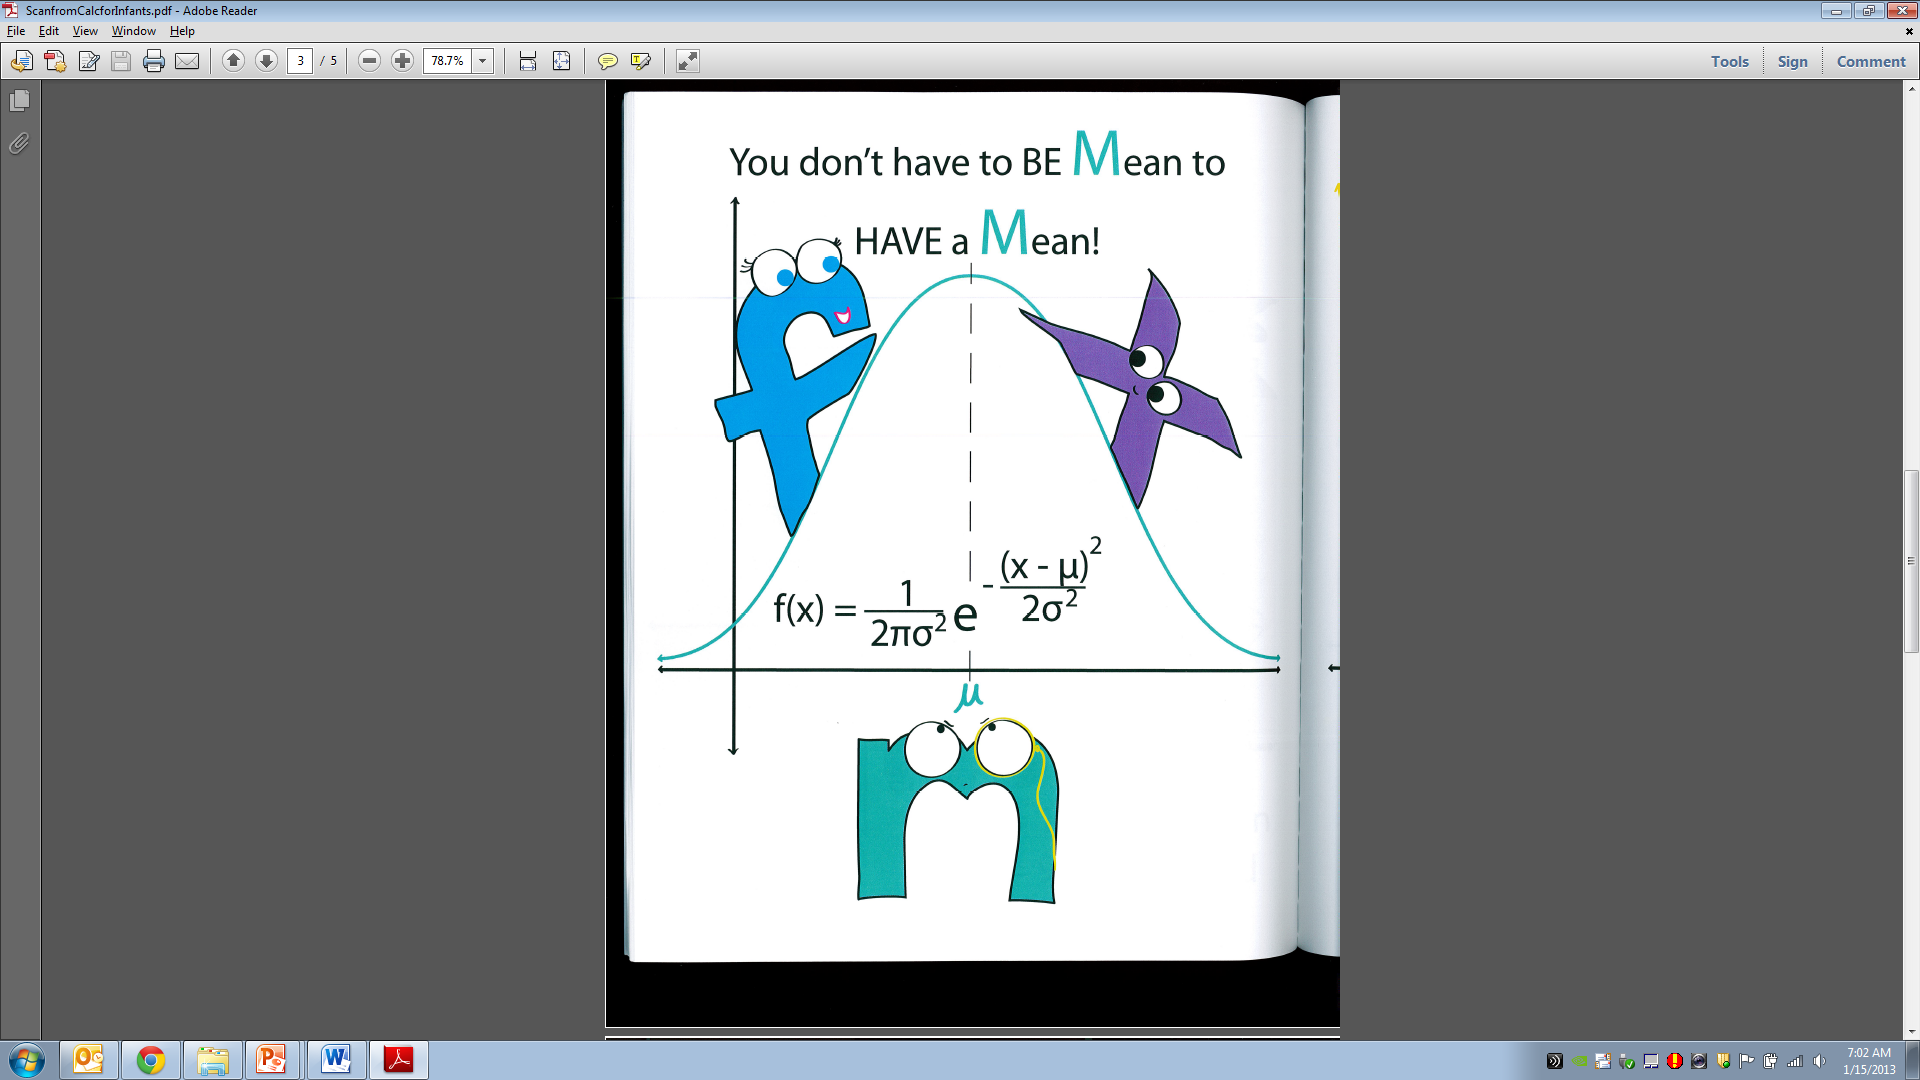 ScanfromCalcforInfants.pdf - Adobe Reader
File Edit View Window Help
3 / 5 78.7% Tools Sign Comment
You don't have to BE Mean to
HAVE a Mean!
f(x) = 1/2πσ² e^-(x - μ)²/2σ²
μ
7:02 AM
1/15/2013